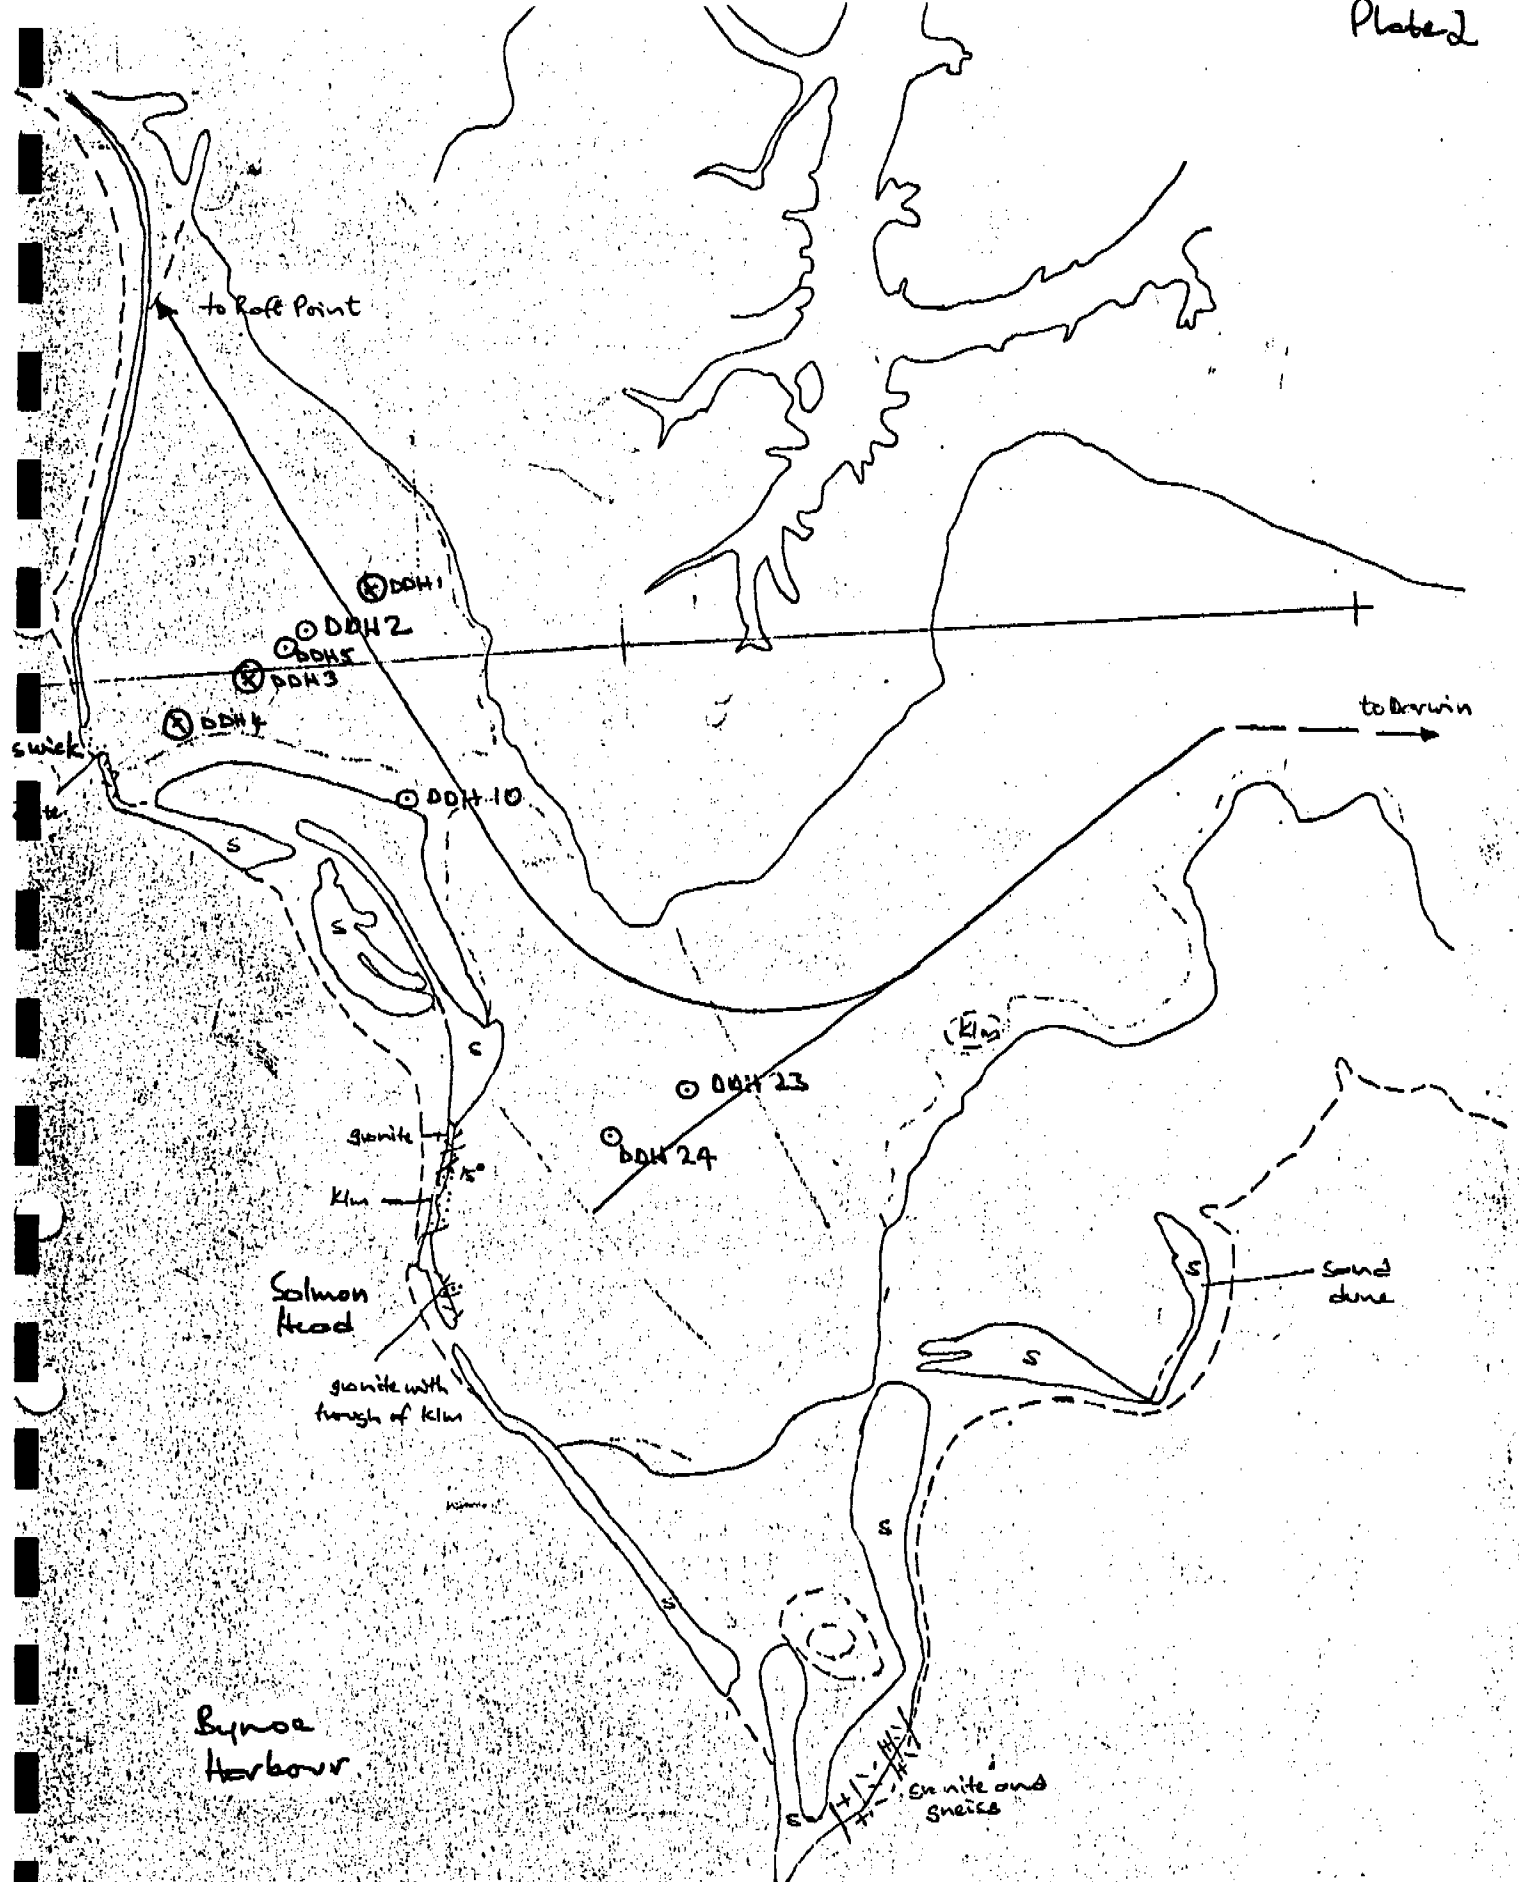 Plate 2
to Raft Point
DDH1
DDH2
DDH5
DDH3
DDH4
to Darwin
DDH 10
S
S
S
Klm
DDH 23
DDH 24
granite
15°
Klm
Salmon
Head
S
Sand
dune
S
granite with
trough of Klm
S
S
Bynoe
Harbour
granite and
gneiss
S